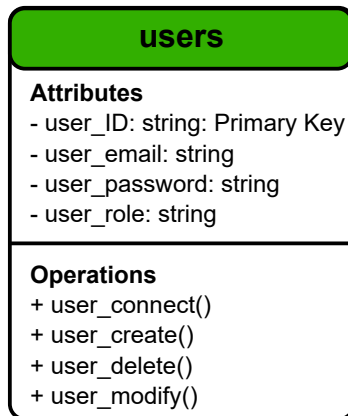 users
Attributes
- user_ID: string: Primary Key
- user_email: string
- user_password: string
- user_role: string
Operations
+ user_connect()
+ user_create()
+ user_delete()
+ user_modify()